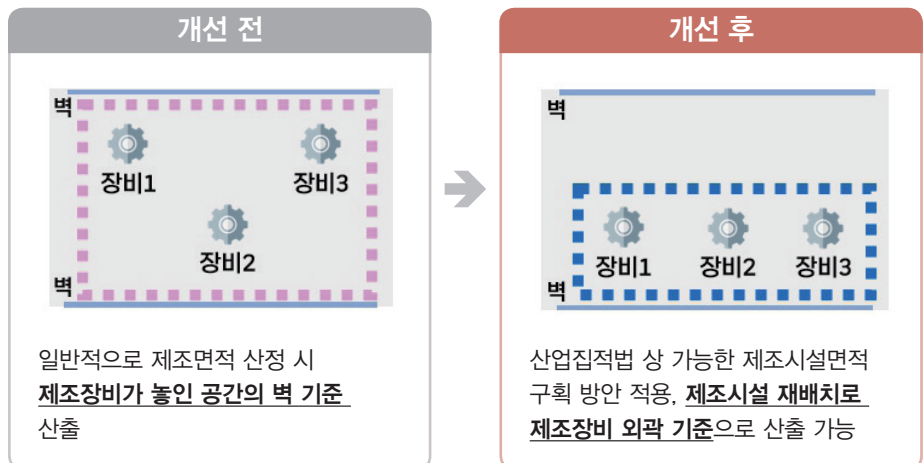 개선 전
벽
장비1
장비3
장비2
벽
일반적으로 제조면적 산정 시
제조장비가 놓인 공간의 벽 기준
산출
개선 후
벽
장비1
장비2
장비3
벽
산업집적법 상 가능한 제조시설면적
구획 방안 적용, 제조시설 재배치로
제조장비 외곽 기준으로 산출 가능